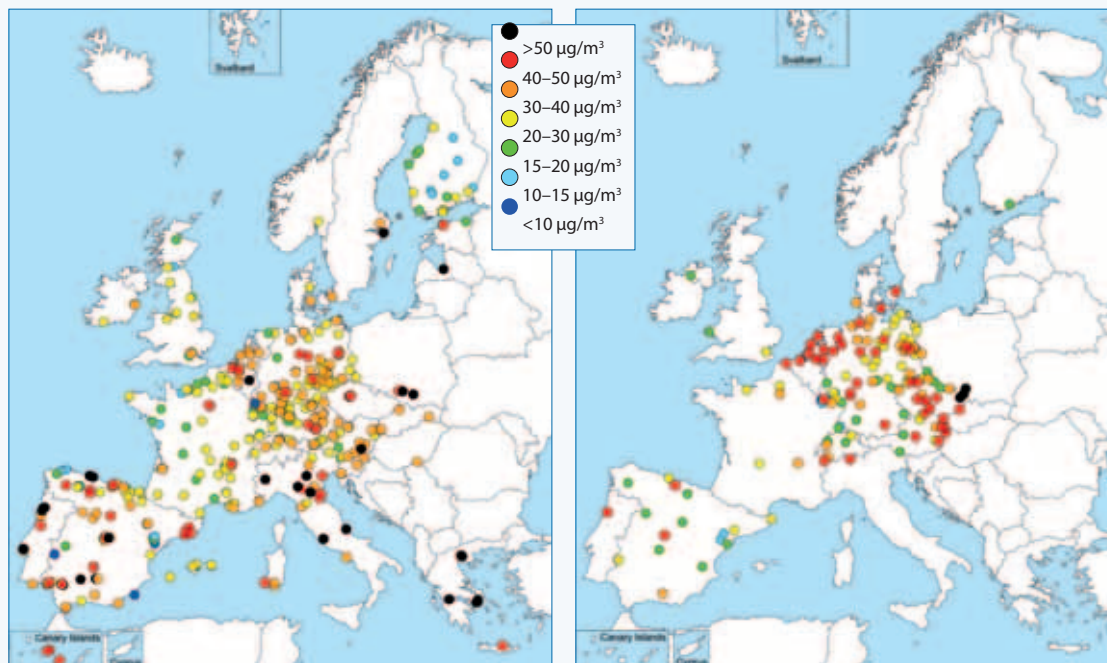 Svalbard
>50 µg/m³
40–50 µg/m³
30–40 µg/m³
20–30 µg/m³
15–20 µg/m³
10–15 µg/m³
<10 µg/m³
Canary Islands
Svalbard
Canary Islands